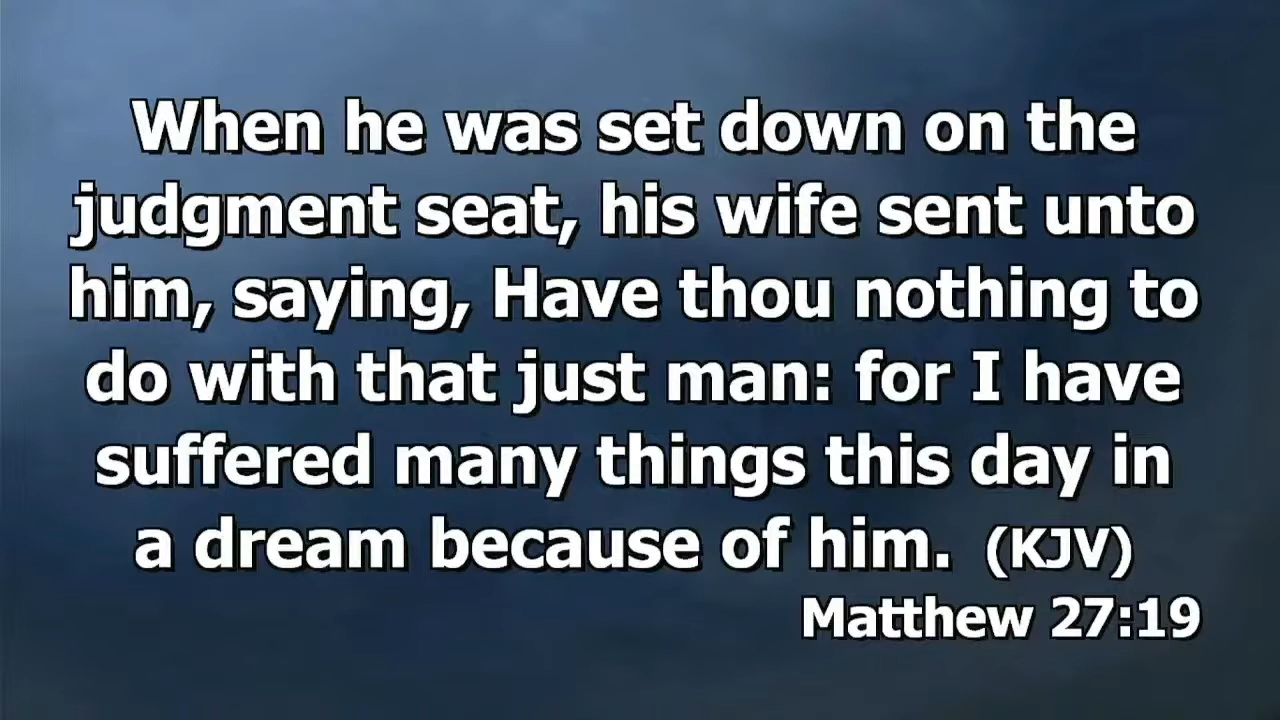 When he was set down on the
judgment seat, his wife sent unto
him, saying, Have thou nothing to
do with that just man: for I have
suffered many things this day in
a dream because of him. (KJV)
Matthew 27:19